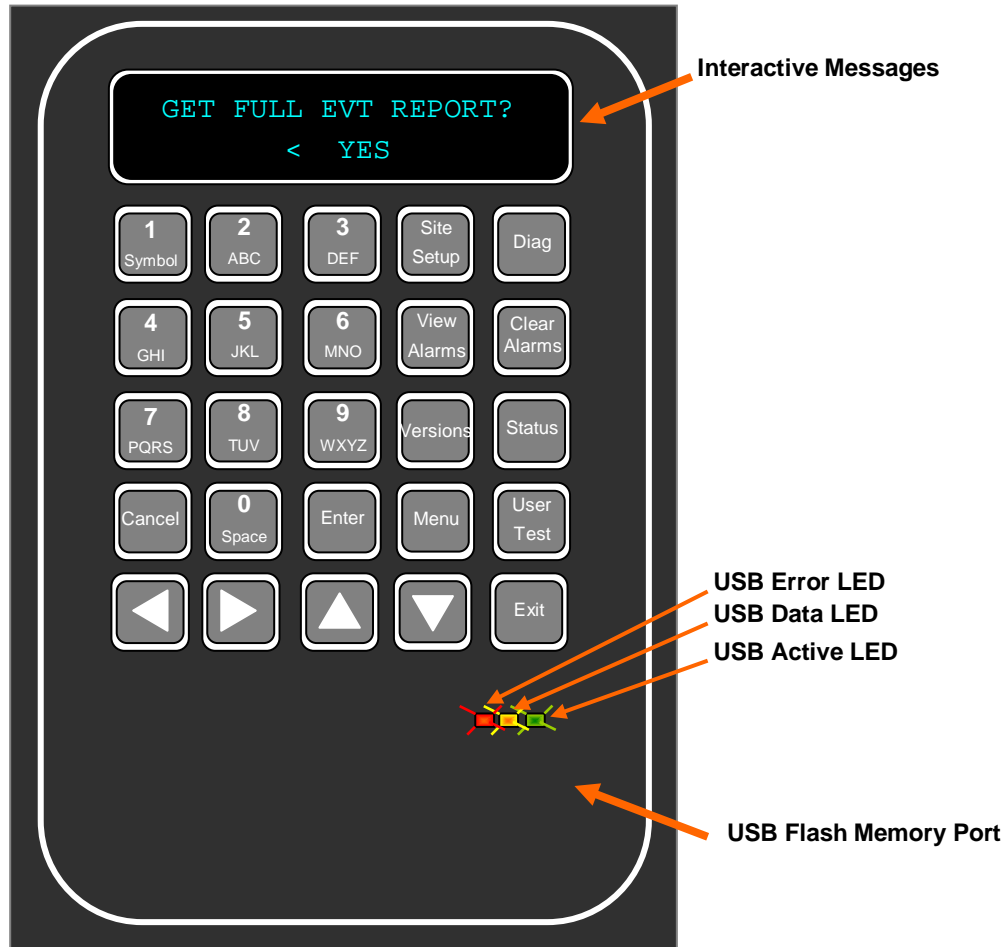 Interactive Messages
GET FULL EVT REPORT?
< YES
1
Symbol
2
ABC
3
DEF
Site
Setup
Diag
4
GHI
5
JKL
6
MNO
View
Alarms
Clear
Alarms
7
PQRS
8
TUV
9
WXYZ
Versions
Status
Cancel
0
Space
Enter
Menu
User
Test
Exit
USB Error LED
USB Data LED
USB Active LED
USB Flash Memory Port